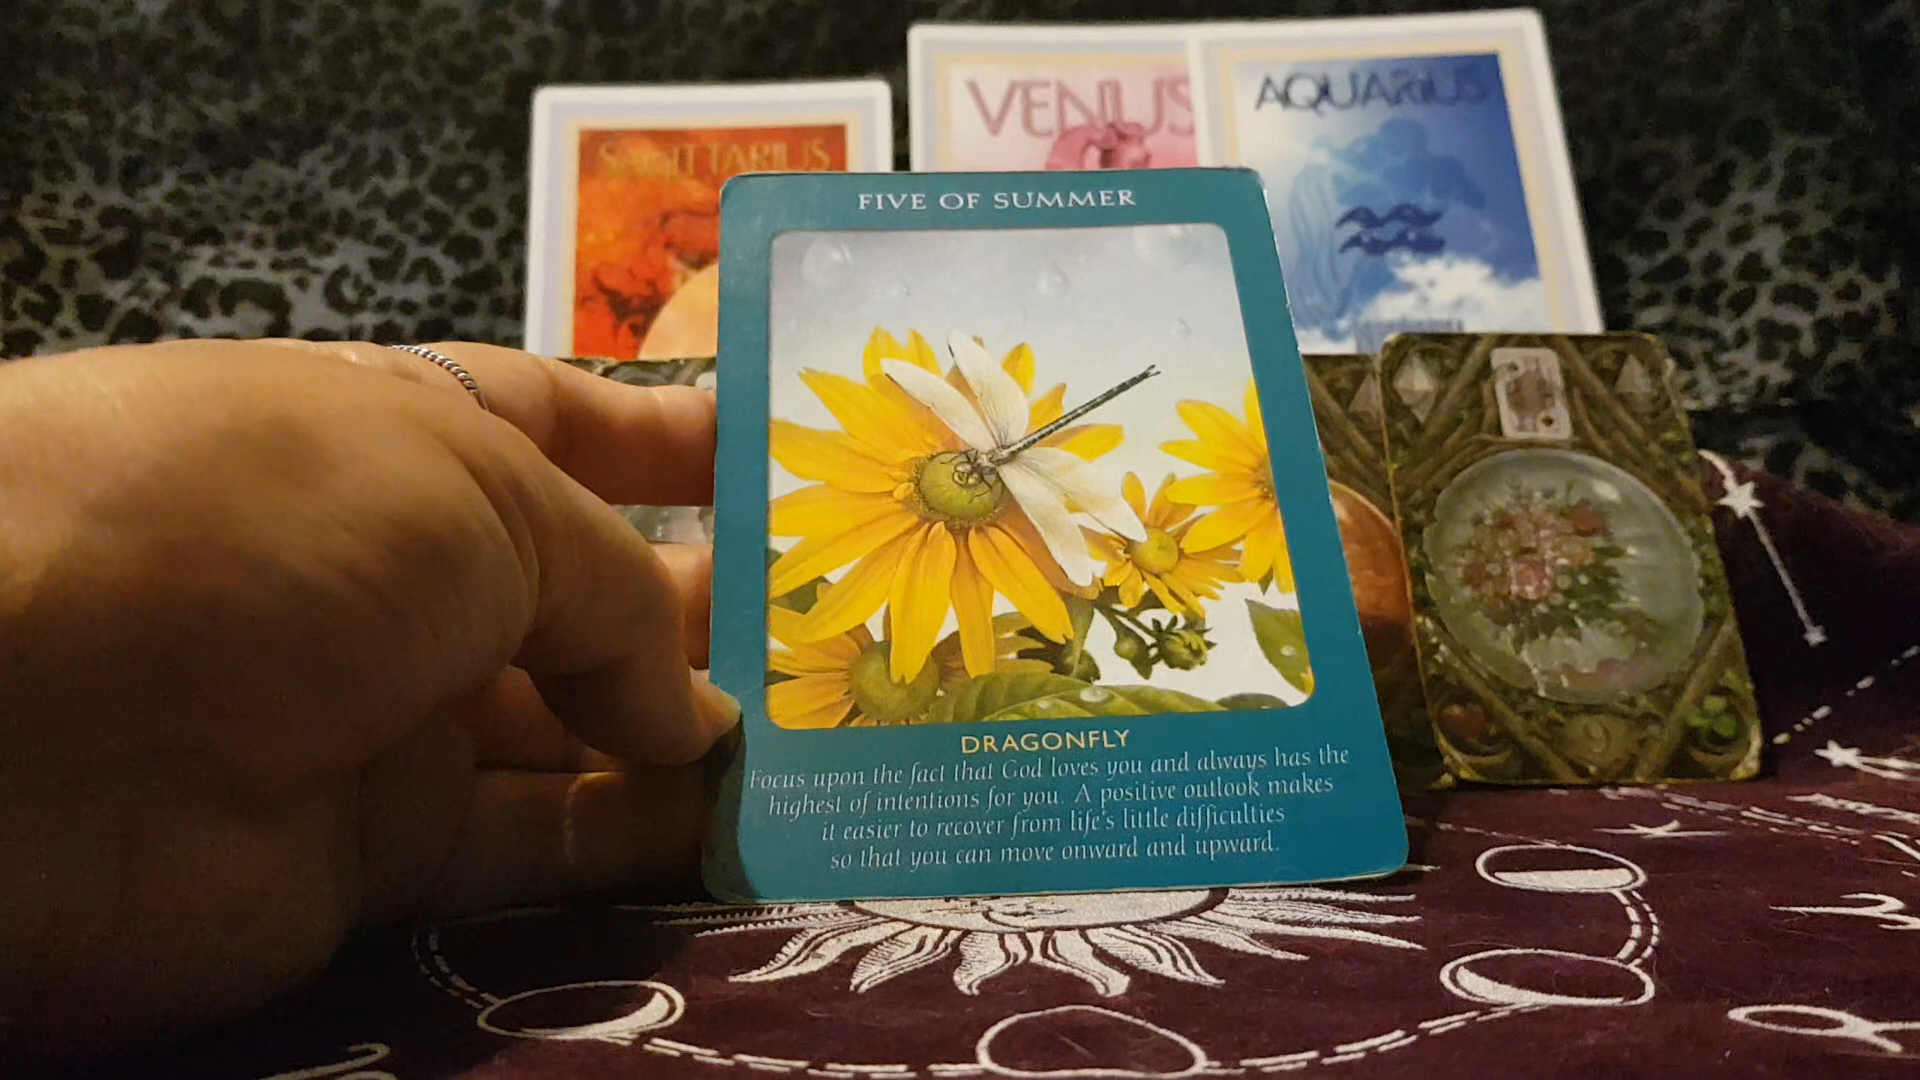 SAGITTARIUS
VENUS
AQUARIUS
FIVE OF SUMMER
DRAGONFLY
Focus upon the fact that God loves you and always has the
highest of intentions for you. A positive outlook makes
it easier to recover from life's little difficulties
so that you can move onward and upward.